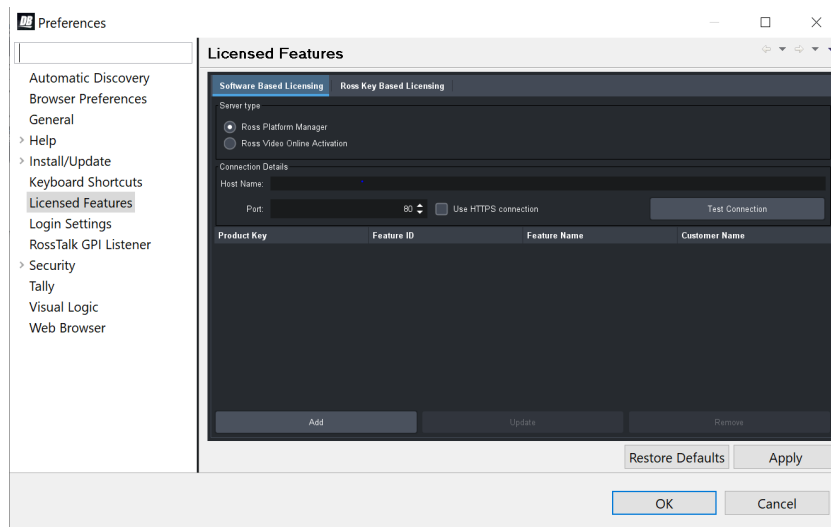 DB Preferences
Licensed Features
Automatic Discovery
Browser Preferences
General
Help
Install/Update
Keyboard Shortcuts
Licensed Features
Login Settings
RossTalk GPI Listener
Security
Tally
Visual Logic
Web Browser
Software Based Licensing Ross Key Based Licensing
Server type
Ross Platform Manager
Ross Video Online Activation
Connection Details
Host Name:
Port: 80 Use HTTPS connection Test Connection
Product Key Feature ID Feature Name Customer Name
Add Update Remove
Restore Defaults Apply
OK Cancel